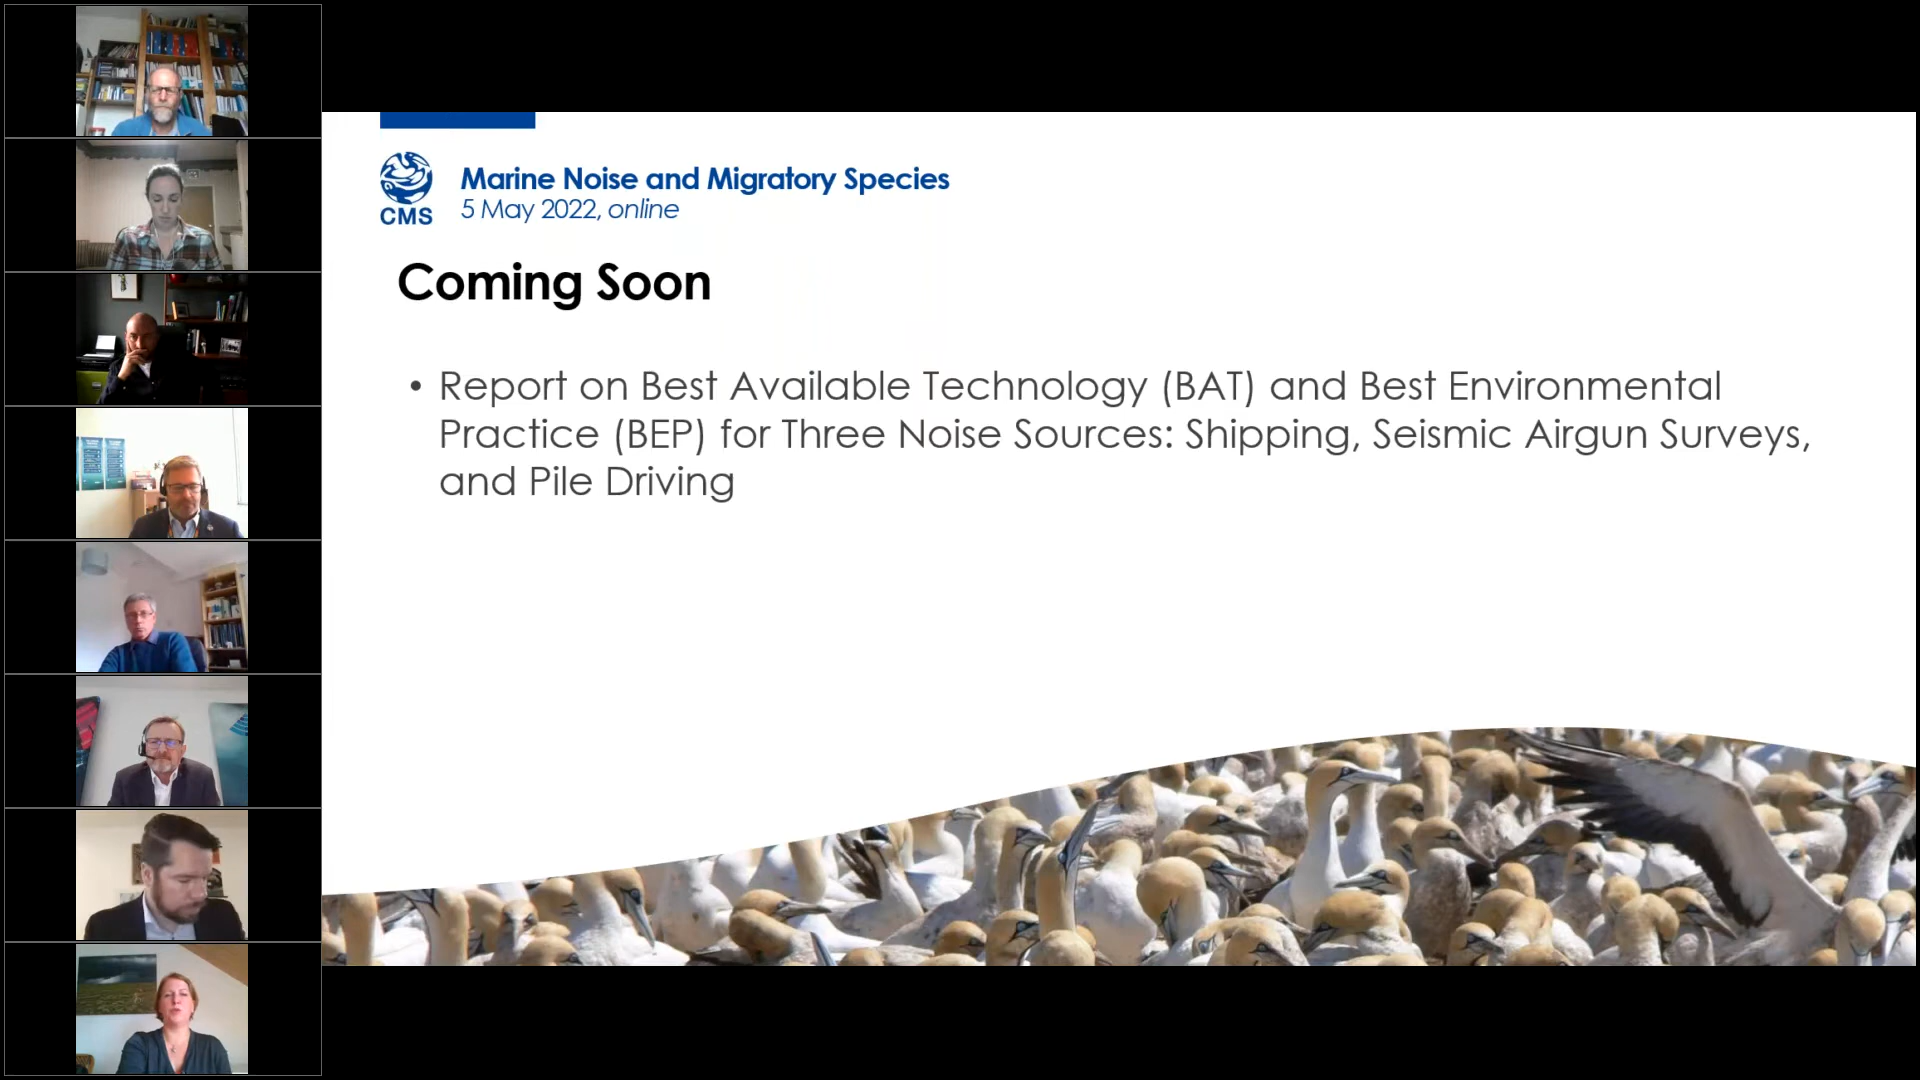 CMS
Marine Noise and Migratory Species
5 May 2022, online
Coming Soon
• Report on Best Available Technology (BAT) and Best Environmental
Practice (BEP) for Three Noise Sources: Shipping, Seismic Airgun Surveys,
and Pile Driving